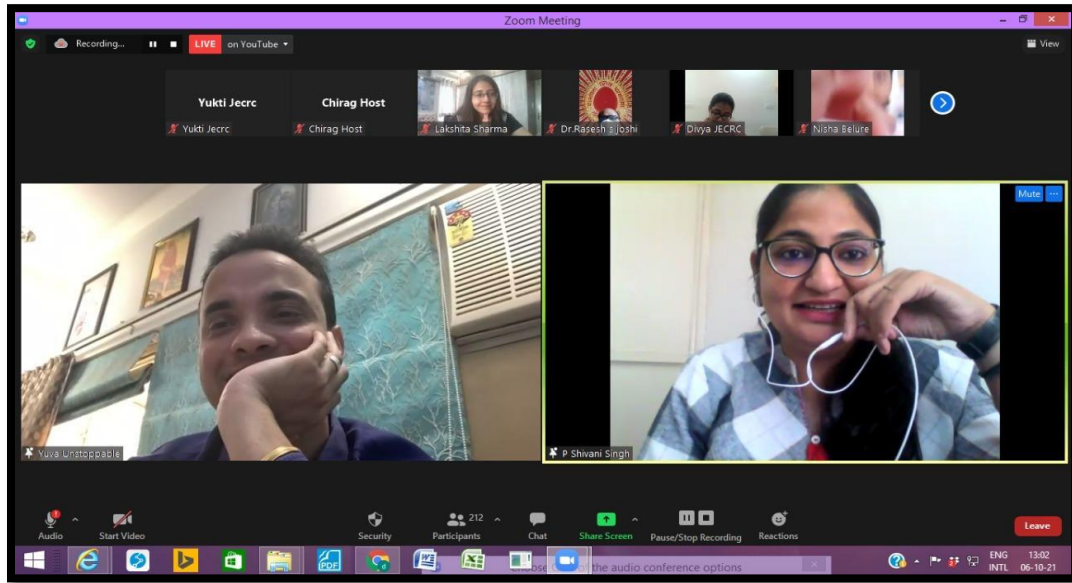 Zoom Meeting
Recording...
LIVE on YouTube
View
Yukti Jecrc
Chirag Host
Yukti Jecrc
Chirag Host
Lakshita Sharma
Dr.Rasesh s joshi
Divya JECRC
Nisha Belure
Mute
Yuva Unstoppable
P Shivani Singh
Audio
Start Video
Security
212
Participants
Chat
Share Screen
Pause/Stop Recording
Reactions
Leave
PDF
of the audio conference options
ENG
INTL
13:02
06-10-21